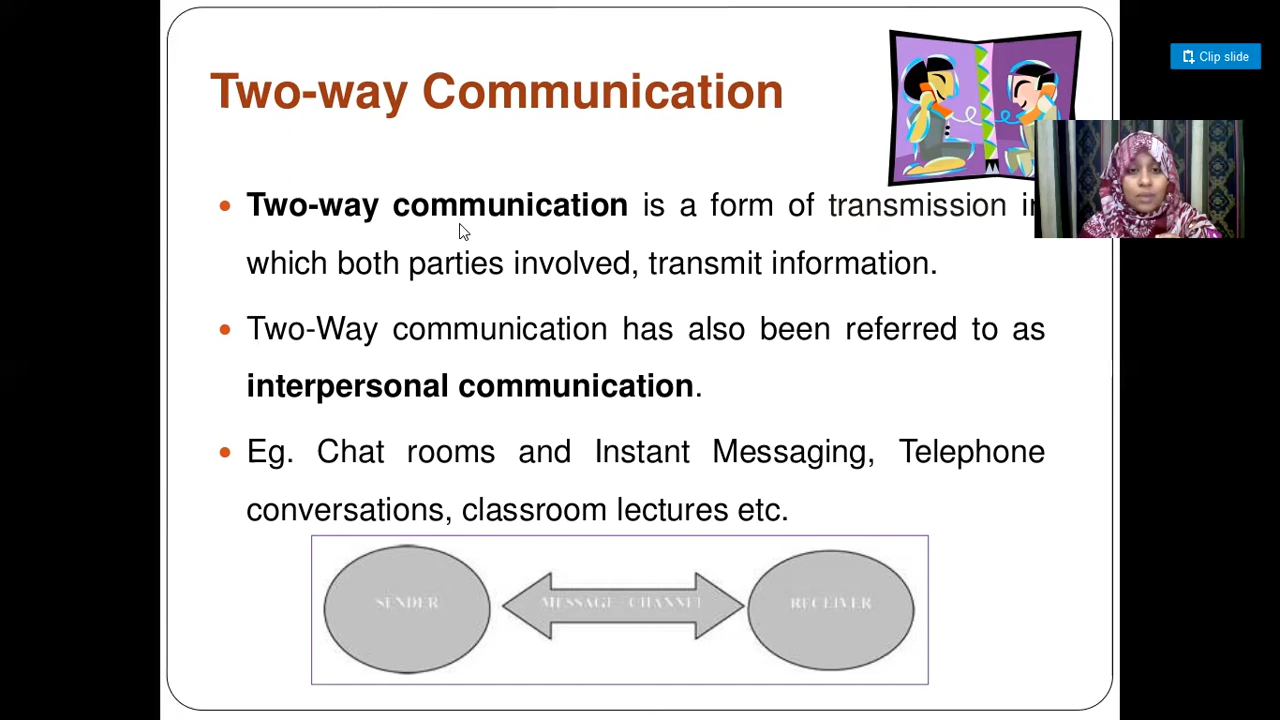 Clip slide
Two-way Communication
Two-way communication is a form of transmission in
which both parties involved, transmit information.
Two-Way communication has also been referred to as
interpersonal communication.
Eg. Chat rooms and Instant Messaging, Telephone
conversations, classroom lectures etc.
SENDER MESSAGE CHANNEL RECEIVER